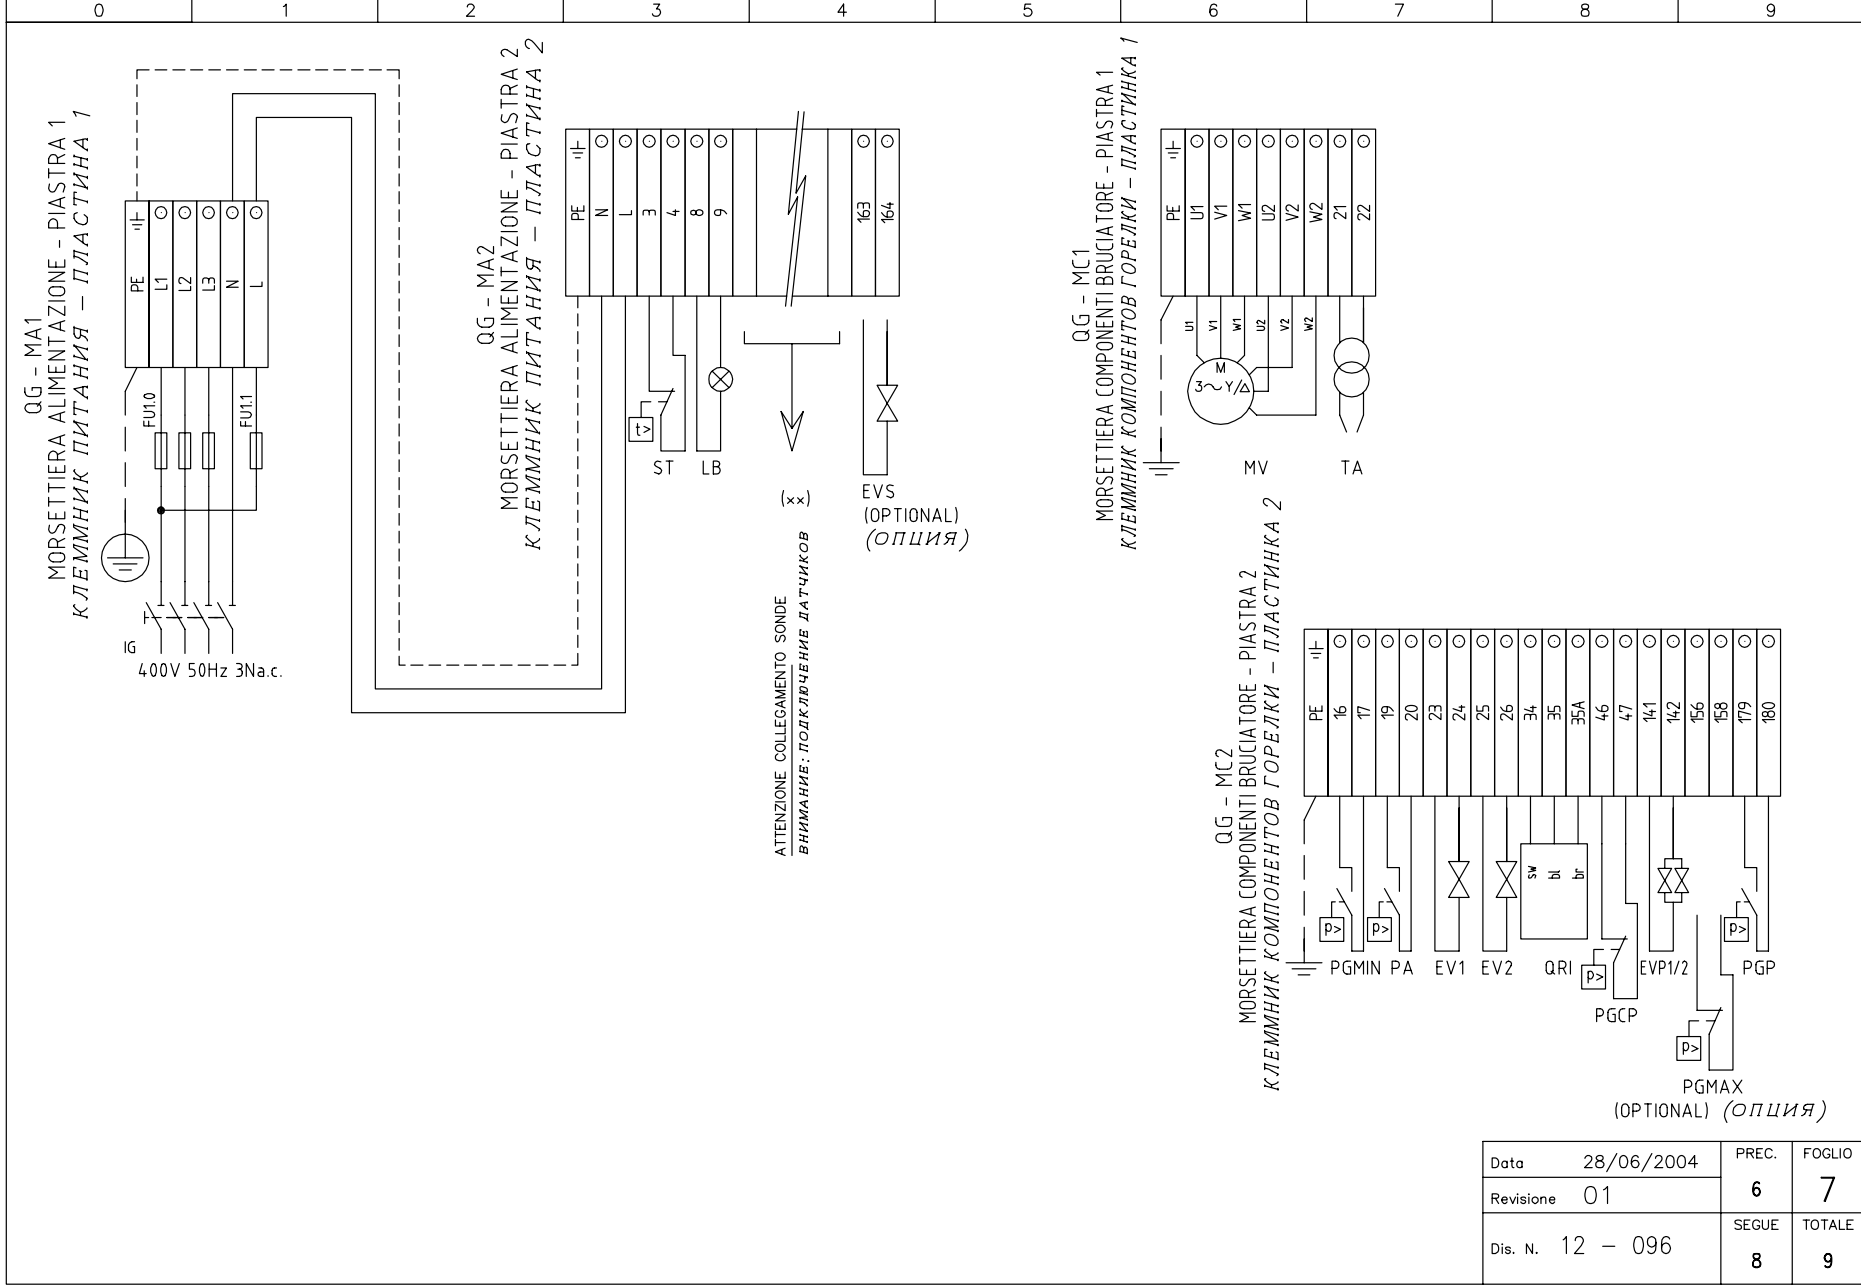 0 1 2 3 4 5 6 7 8 9
QG - MA1
MORSETTIERA ALIMENTAZIONE - PIASTRA 1
КЛЕММНИК ПИТАНИЯ - ПЛАСТИНА 1
PE L1 L2 L3 N L
FU1.0
FU1.1
IG
400V 50Hz 3Na.c.
QG - MA2
MORSETTIERA ALIMENTAZIONE - PIASTRA 2
КЛЕММНИК ПИТАНИЯ - ПЛАСТИНА 2
PE N L 3 4 8 9 163 164
t>
ST LB
(xx)
EVS
(OPTIONAL)
(ОПЦИЯ)
ATTENZIONE COLLEGAMENTO SONDE
ВНИМАНИЕ: ПОДКЛЮЧЕНИЕ ДАТЧИКОВ
QG - MC1
MORSETTIERA COMPONENTI BRUCIATORE - PIASTRA 1
КЛЕММНИК КОМПОНЕНТОВ ГОРЕЛКИ - ПЛАСТИНКА 1
PE U1 V1 W1 U2 V2 W2 21 22
U1 V1 W1 U2 V2 W2
M
3~Y/Δ
MV TA
QG - MC2
MORSETTIERA COMPONENTI BRUCIATORE - PIASTRA 2
КЛЕММНИК КОМПОНЕНТОВ ГОРЕЛКИ - ПЛАСТИНКА 2
PE 16 17 19 20 23 24 25 26 34 35 35A 46 47 141 142 156 158 179 180
sw bl br
p> p> p>
PGMIN PA EV1 EV2 QRI EVP1/2 PGP
p>
PGCP
p>
PGMAX
(OPTIONAL) (ОПЦИЯ)
Data 28/06/2004
Revisione 01
Dis. N. 12 - 096
PREC. FOGLIO
6 7
SEGUE TOTALE
8 9